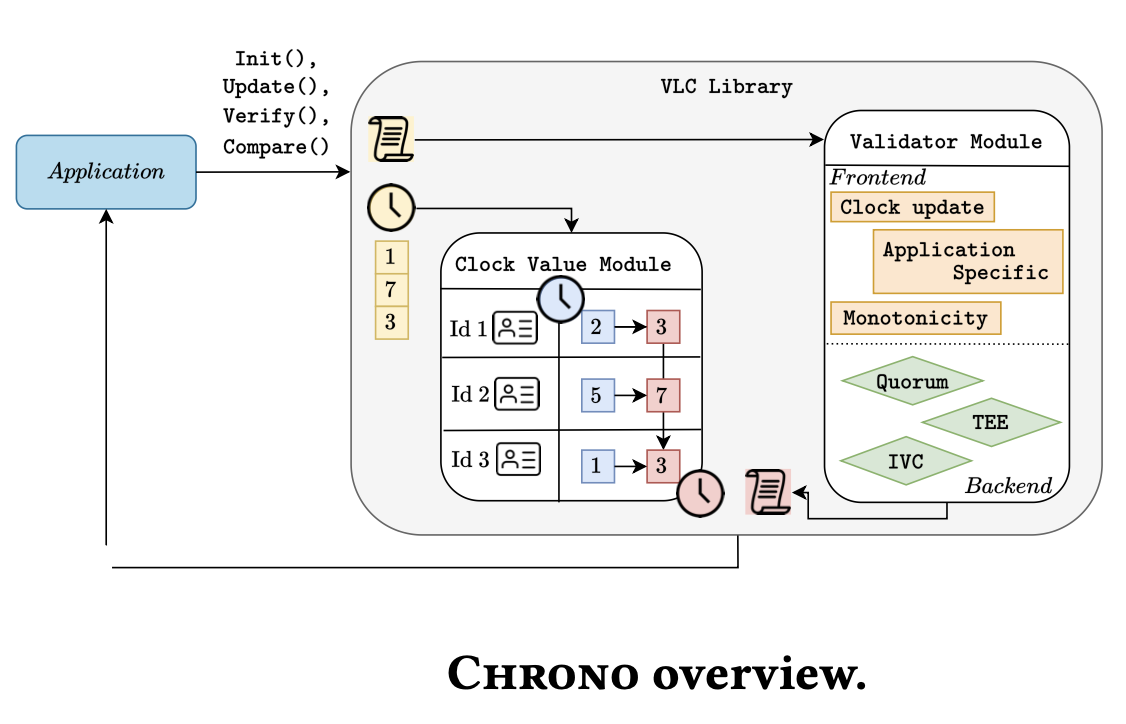 Init(),
Update(),
Verify(),
Compare()
Application
VLC Library
1
7
3
Clock Value Module
Id 1
2
3
Id 2
5
7
Id 3
1
3
Validator Module
Frontend
Clock update
Application
Specific
Monotonicity
Quorum
TEE
IVC
Backend
CHRONO overview.